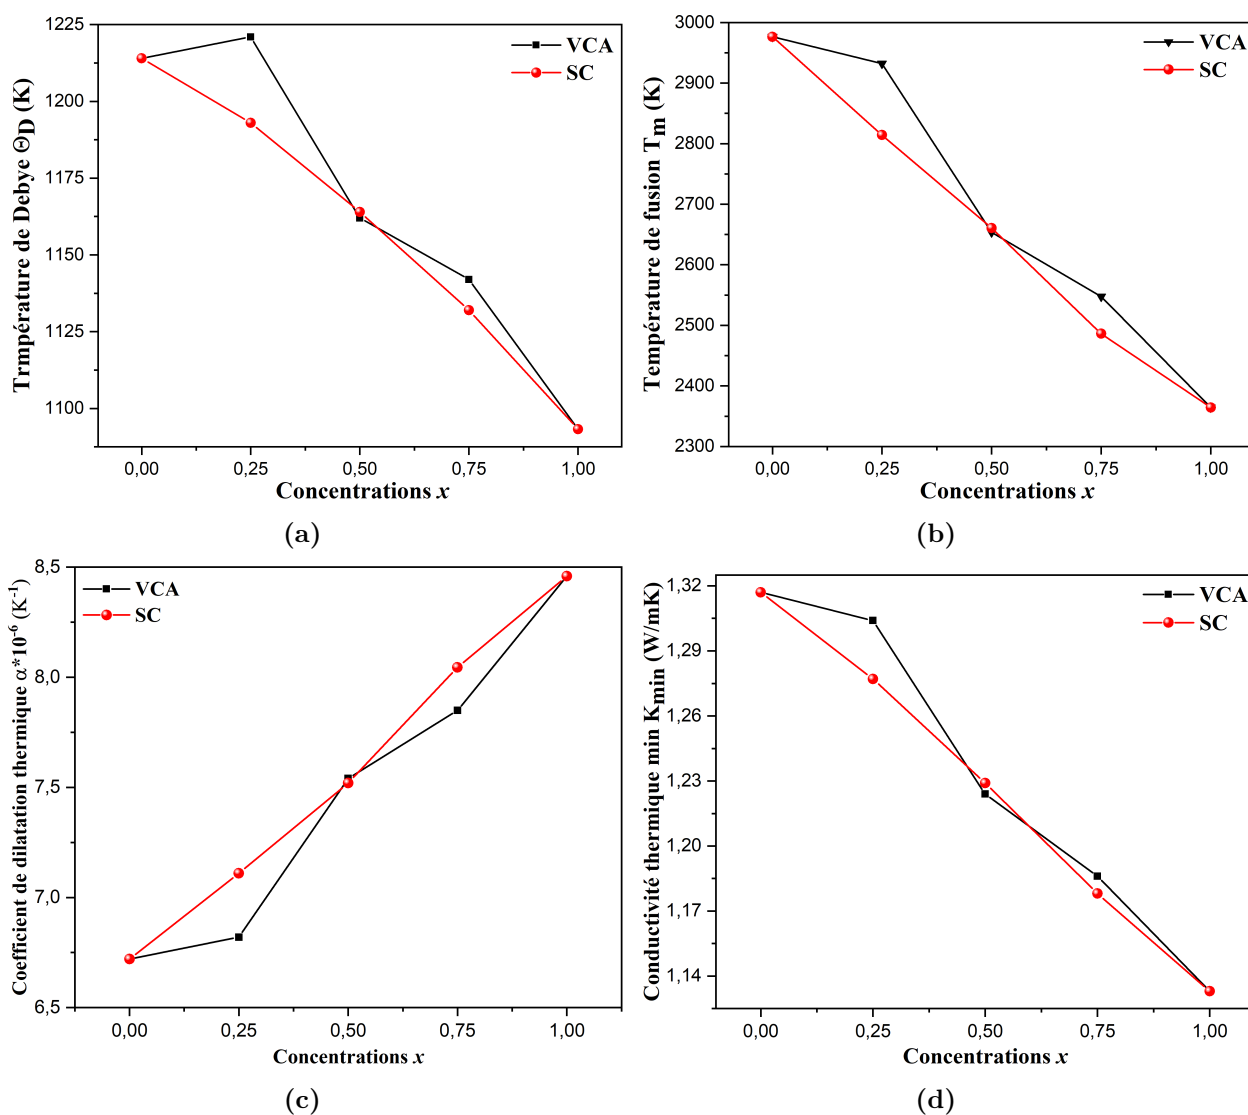 Trmpérature de Debye ΘD (K)
1225
1200
1175
1150
1125
1100
VCA
SC
0,00 0,25 0,50 0,75 1,00
Concentrations x
(a)
Température de fusion Tm (K)
3000
2900
2800
2700
2600
2500
2400
2300
VCA
SC
0,00 0,25 0,50 0,75 1,00
Concentrations x
(b)
Coefficient de dilatation thermique α*10-6 (K-1)
8,5
8,0
7,5
7,0
6,5
VCA
SC
0,00 0,25 0,50 0,75 1,00
Concentrations x
(c)
Conductivité thermique min Kmin (W/mK)
1,32
1,29
1,26
1,23
1,20
1,17
1,14
VCA
SC
0,00 0,25 0,50 0,75 1,00
Concentrations x
(d)